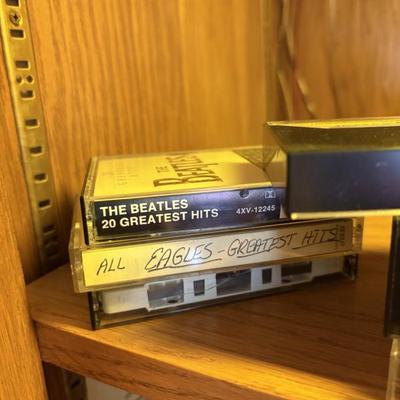 THE
BEATLES
THE BEATLES
20 GREATEST HITS 4XV-12245
ALL EAGLES - GREATEST HITS